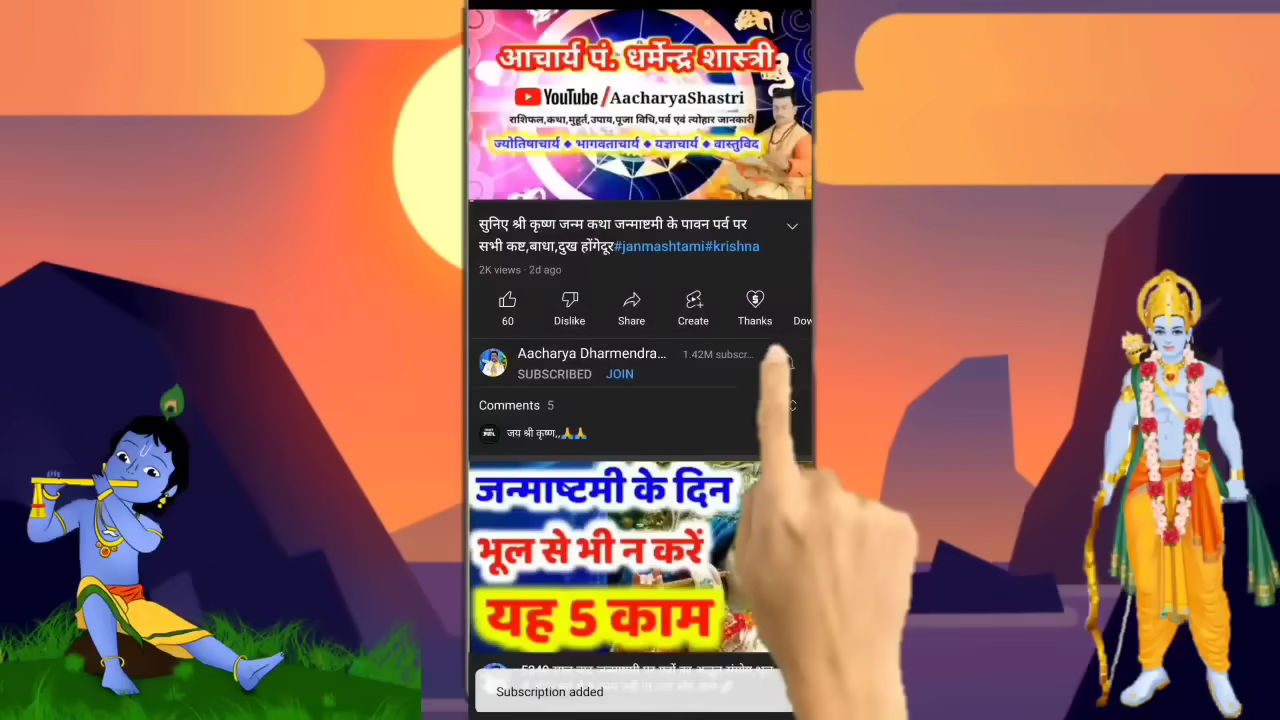 आचार्य पं. धर्मेन्द्र शास्त्री
YouTube/AacharyaShastri
राशिफल,कथा,मुहूर्त,उपाय,पूजा विधि,पर्व एवं त्योहार जानकारी
ज्योतिषाचार्य ◆ भागवताचार्य ◆ यज्ञाचार्य ◆ वास्तुविद
सुनिए श्री कृष्ण जन्म कथा जन्माष्टमी के पावन पर्व पर
सभी कष्ट,बाधा,दुख होंगेदूर#janmashtami#krishna
2K views · 2d ago
60 Dislike Share Create Thanks Dow
Aacharya Dharmendra... 1.42M subscr...
SUBSCRIBED JOIN
Comments 5
जय श्री कृष्ण,,🙏🙏
जन्माष्टमी के दिन
भूल से भी न करें
यह 5 काम
Subscription added